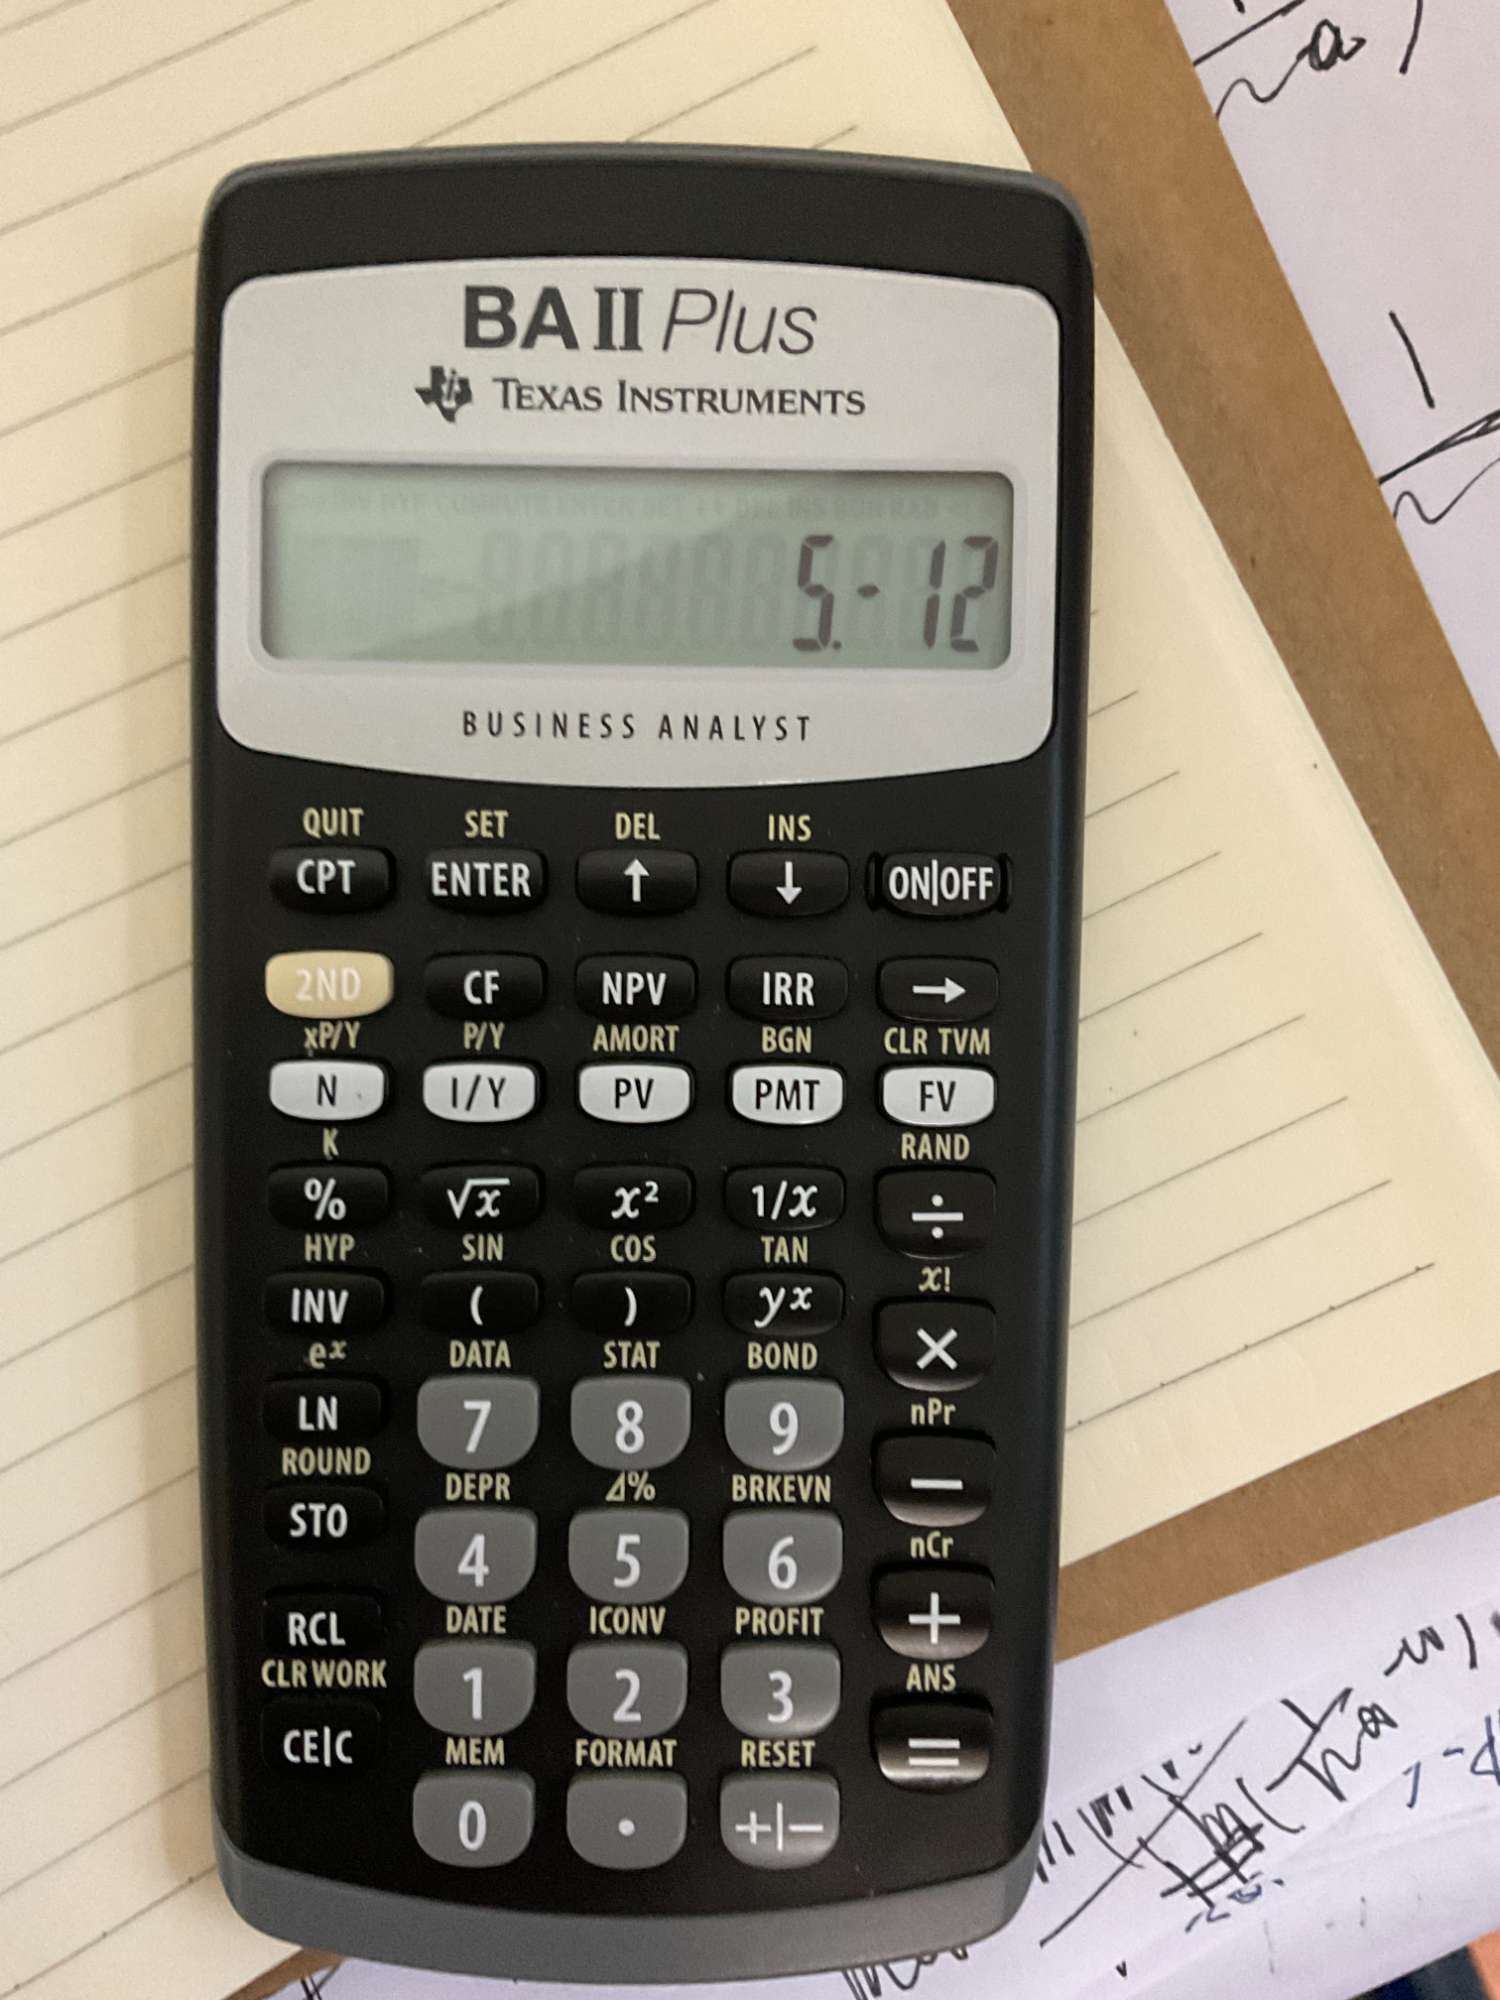 BA II Plus
TEXAS INSTRUMENTS
5.-12
BUSINESS ANALYST
QUIT SET DEL INS
CPT ENTER ↑ ↓ ON|OFF
2ND CF NPV IRR →
xP/Y P/Y AMORT BGN CLR TVM
N I/Y PV PMT FV
K RAND
% √x x² 1/x ÷
HYP SIN COS TAN x!
INV ( ) yˣ ×
eˣ DATA STAT BOND nPr
LN 7 8 9 −
ROUND DEPR Δ% BRKEVN nCr
STO 4 5 6 +
DATE ICONV PROFIT ANS
RCL 1 2 3 =
CLR WORK MEM FORMAT RESET
CE|C 0 . +|−